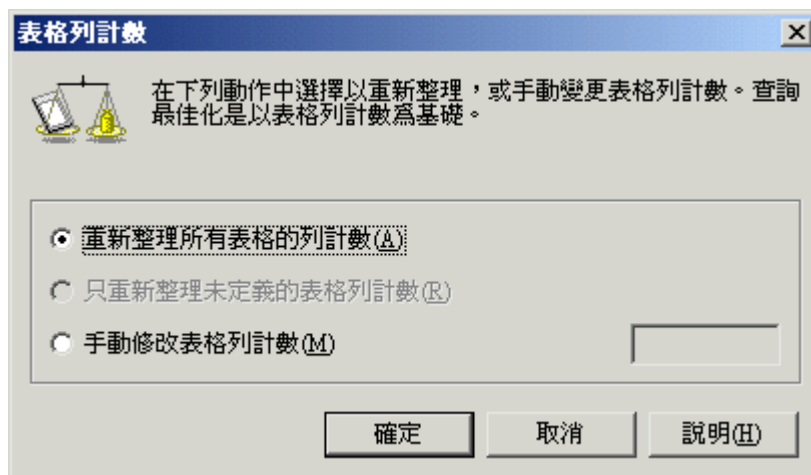 表格列計數
在下列動作中選擇以重新整理，或手動變更表格列計數。查詢
最佳化是以表格列計數為基礎。
重新整理所有表格的列計數(A)
只重新整理未定義的表格列計數(R)
手動修改表格列計數(M)
確定 取消 說明(H)